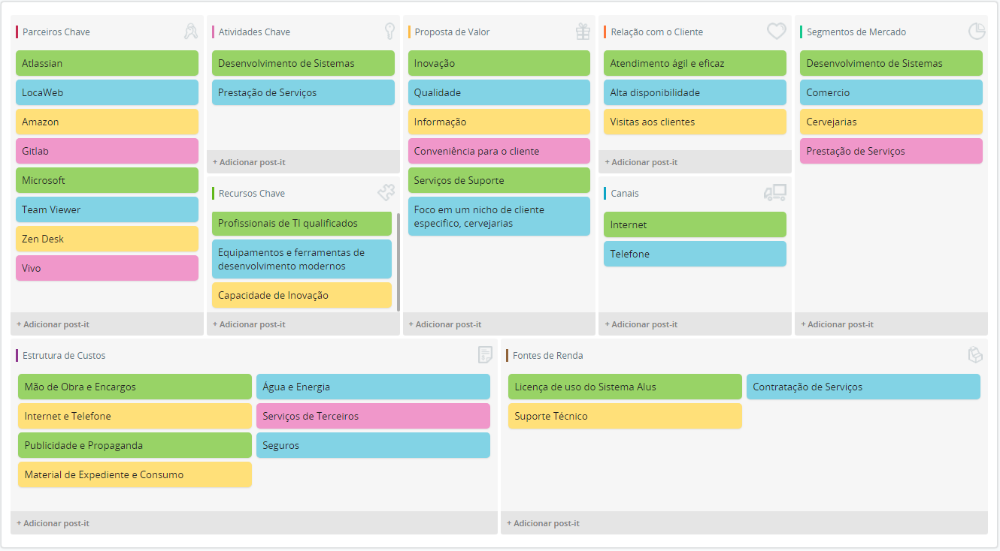 Parceiros Chave
Atlassian
LocaWeb
Amazon
Gitlab
Microsoft
Team Viewer
Zen Desk
Vivo
+ Adicionar post-it
Atividades Chave
Desenvolvimento de Sistemas
Prestação de Serviços
+ Adicionar post-it
Recursos Chave
Profissionais de TI qualificados
Equipamentos e ferramentas de
desenvolvimento modernos
Capacidade de Inovação
+ Adicionar post-it
Proposta de Valor
Inovação
Qualidade
Informação
Conveniência para o cliente
Serviços de Suporte
Foco em um nicho de cliente
especifico, cervejarias
+ Adicionar post-it
Relação com o Cliente
Atendimento ágil e eficaz
Alta disponibilidade
Visitas aos clientes
+ Adicionar post-it
Canais
Internet
Telefone
+ Adicionar post-it
Segmentos de Mercado
Desenvolvimento de Sistemas
Comercio
Cervejarias
Prestação de Serviços
+ Adicionar post-it
Estrutura de Custos
Mão de Obra e Encargos
Água e Energia
Internet e Telefone
Serviços de Terceiros
Publicidade e Propaganda
Seguros
Material de Expediente e Consumo
+ Adicionar post-it
Fontes de Renda
Licença de uso do Sistema Alus
Contratação de Serviços
Suporte Técnico
+ Adicionar post-it